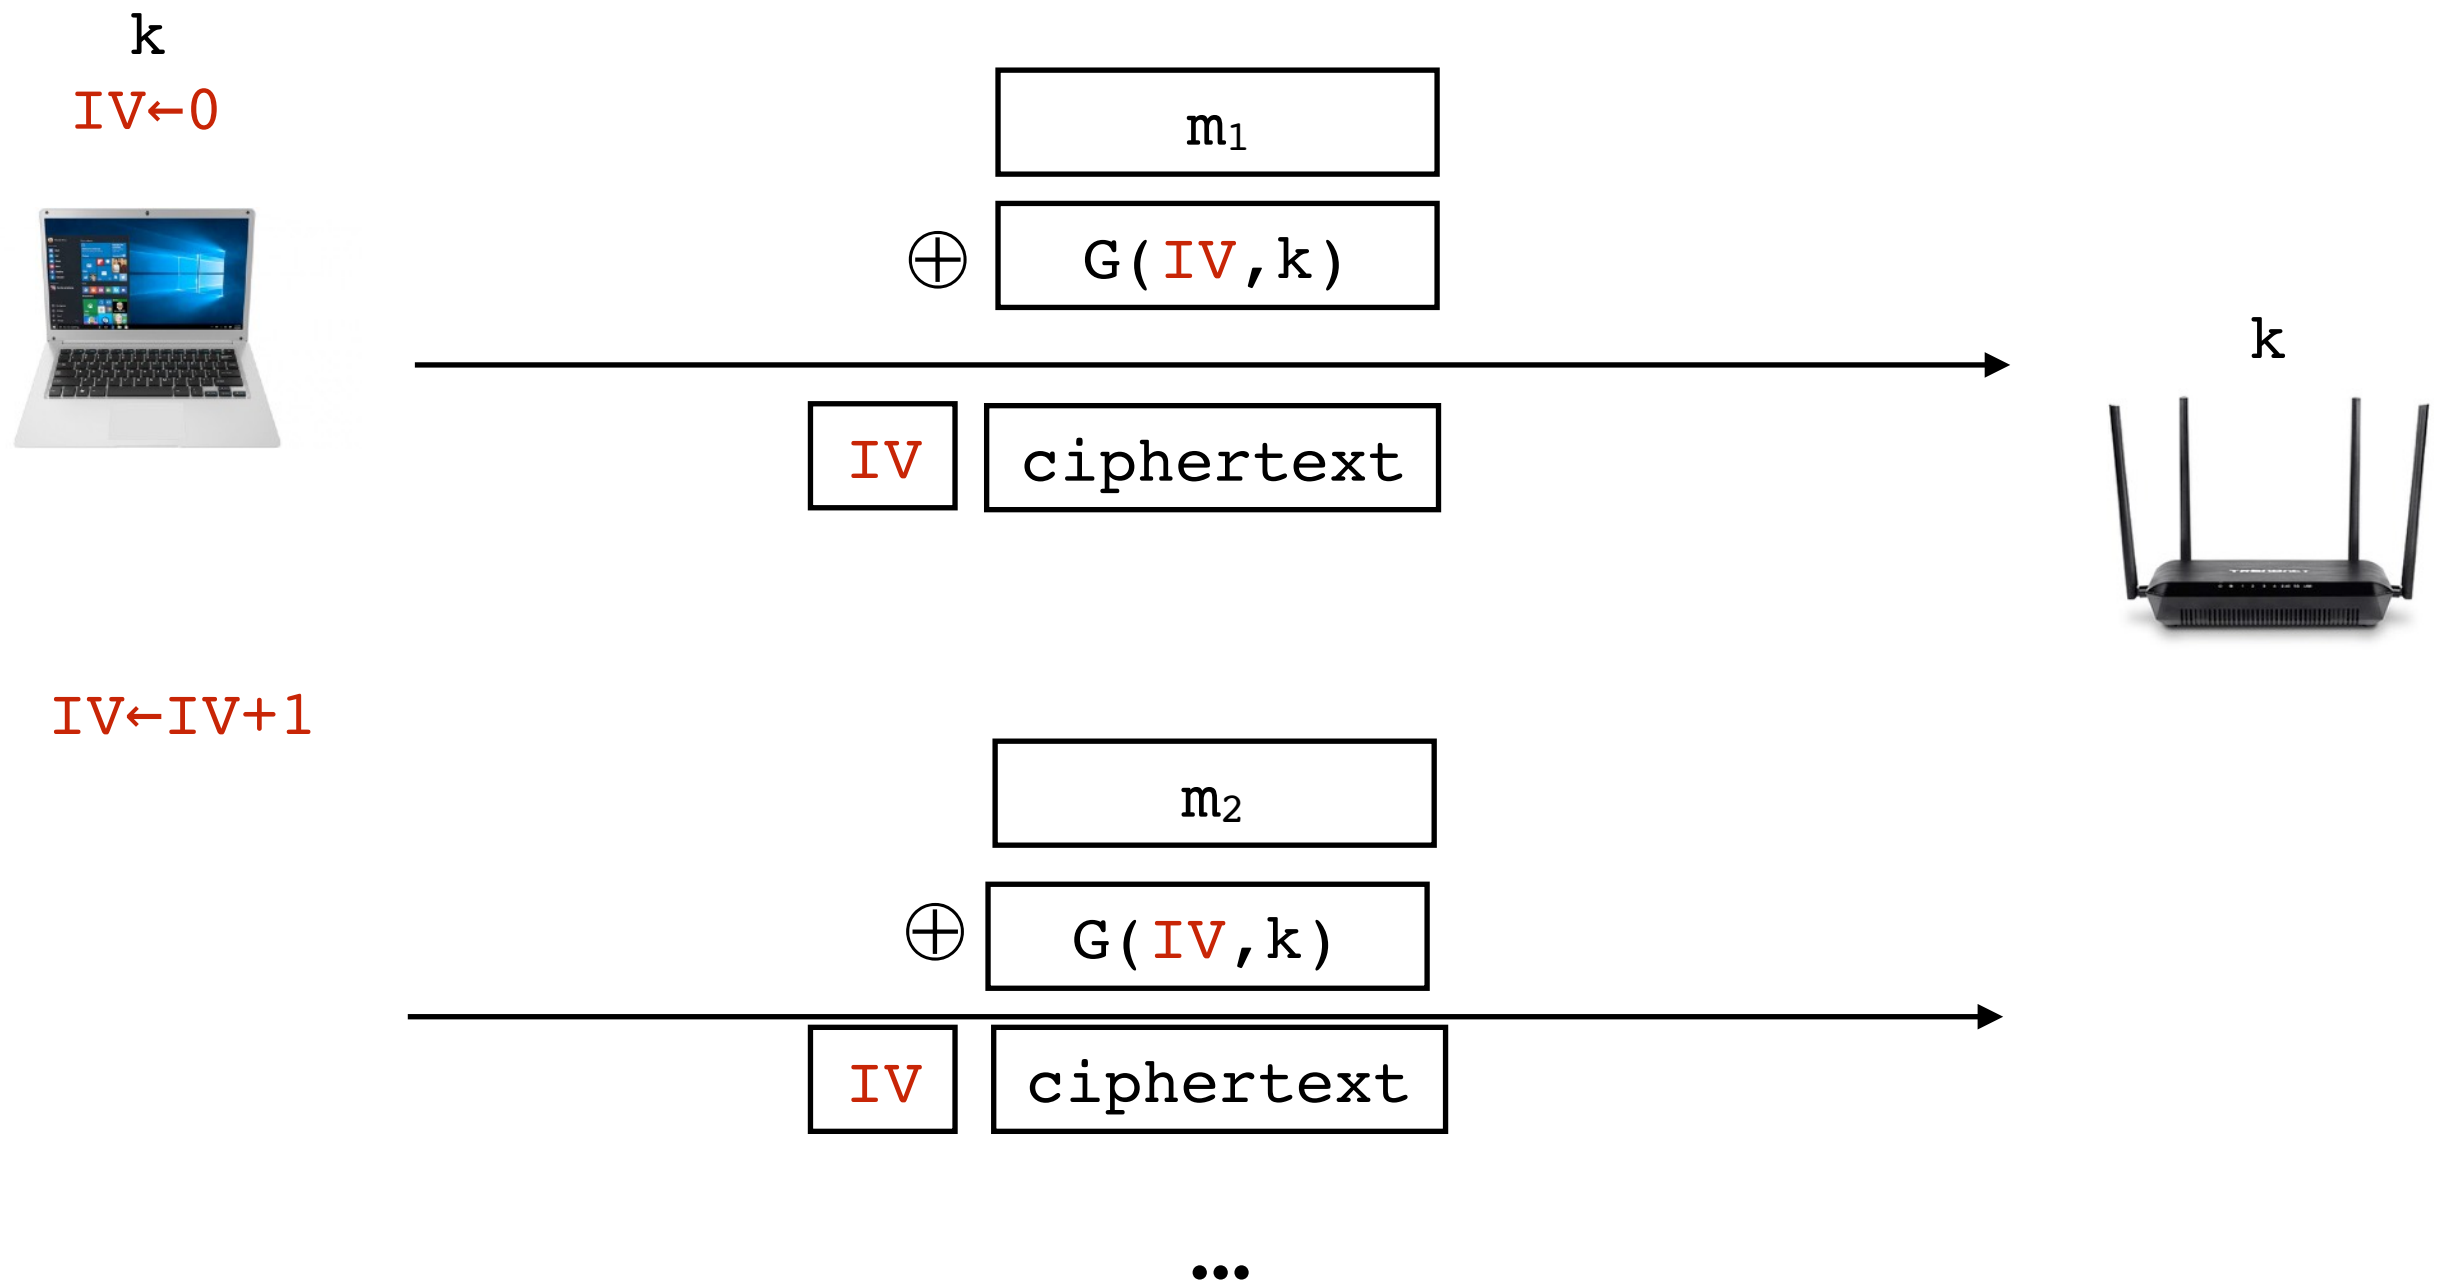 k
IV←0
m₁
⊕ G(IV,k)
k
IV ciphertext
IV←IV+1
m₂
⊕ G(IV,k)
IV ciphertext
...